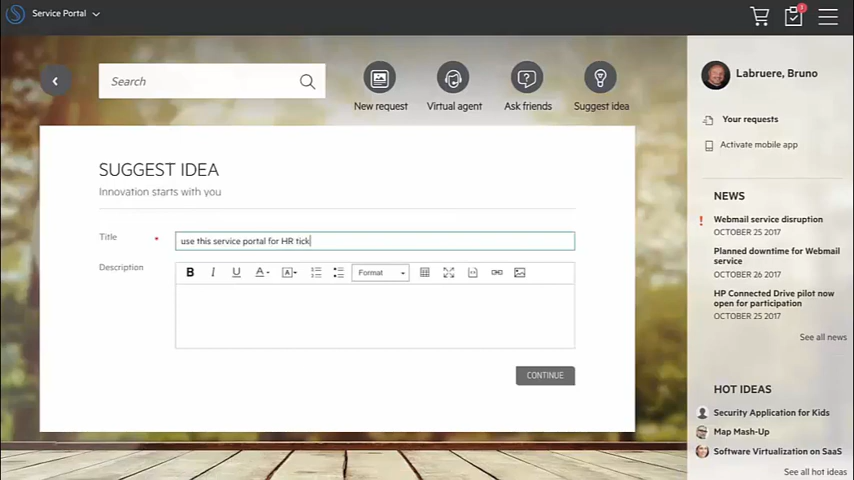 Service Portal
1
Search
New request
Virtual agent
Ask friends
Suggest idea
SUGGEST IDEA
Innovation starts with you
Title *
use this service portal for HR tick
Description
B I U A A Format
CONTINUE
Labruere, Bruno
Your requests
Activate mobile app
NEWS
! Webmail service disruption
OCTOBER 25 2017
Planned downtime for Webmail
service
OCTOBER 26 2017
HP Connected Drive pilot now
open for participation
OCTOBER 25 2017
See all news
HOT IDEAS
Security Application for Kids
Map Mash-Up
Software Virtualization on SaaS
See all hot ideas